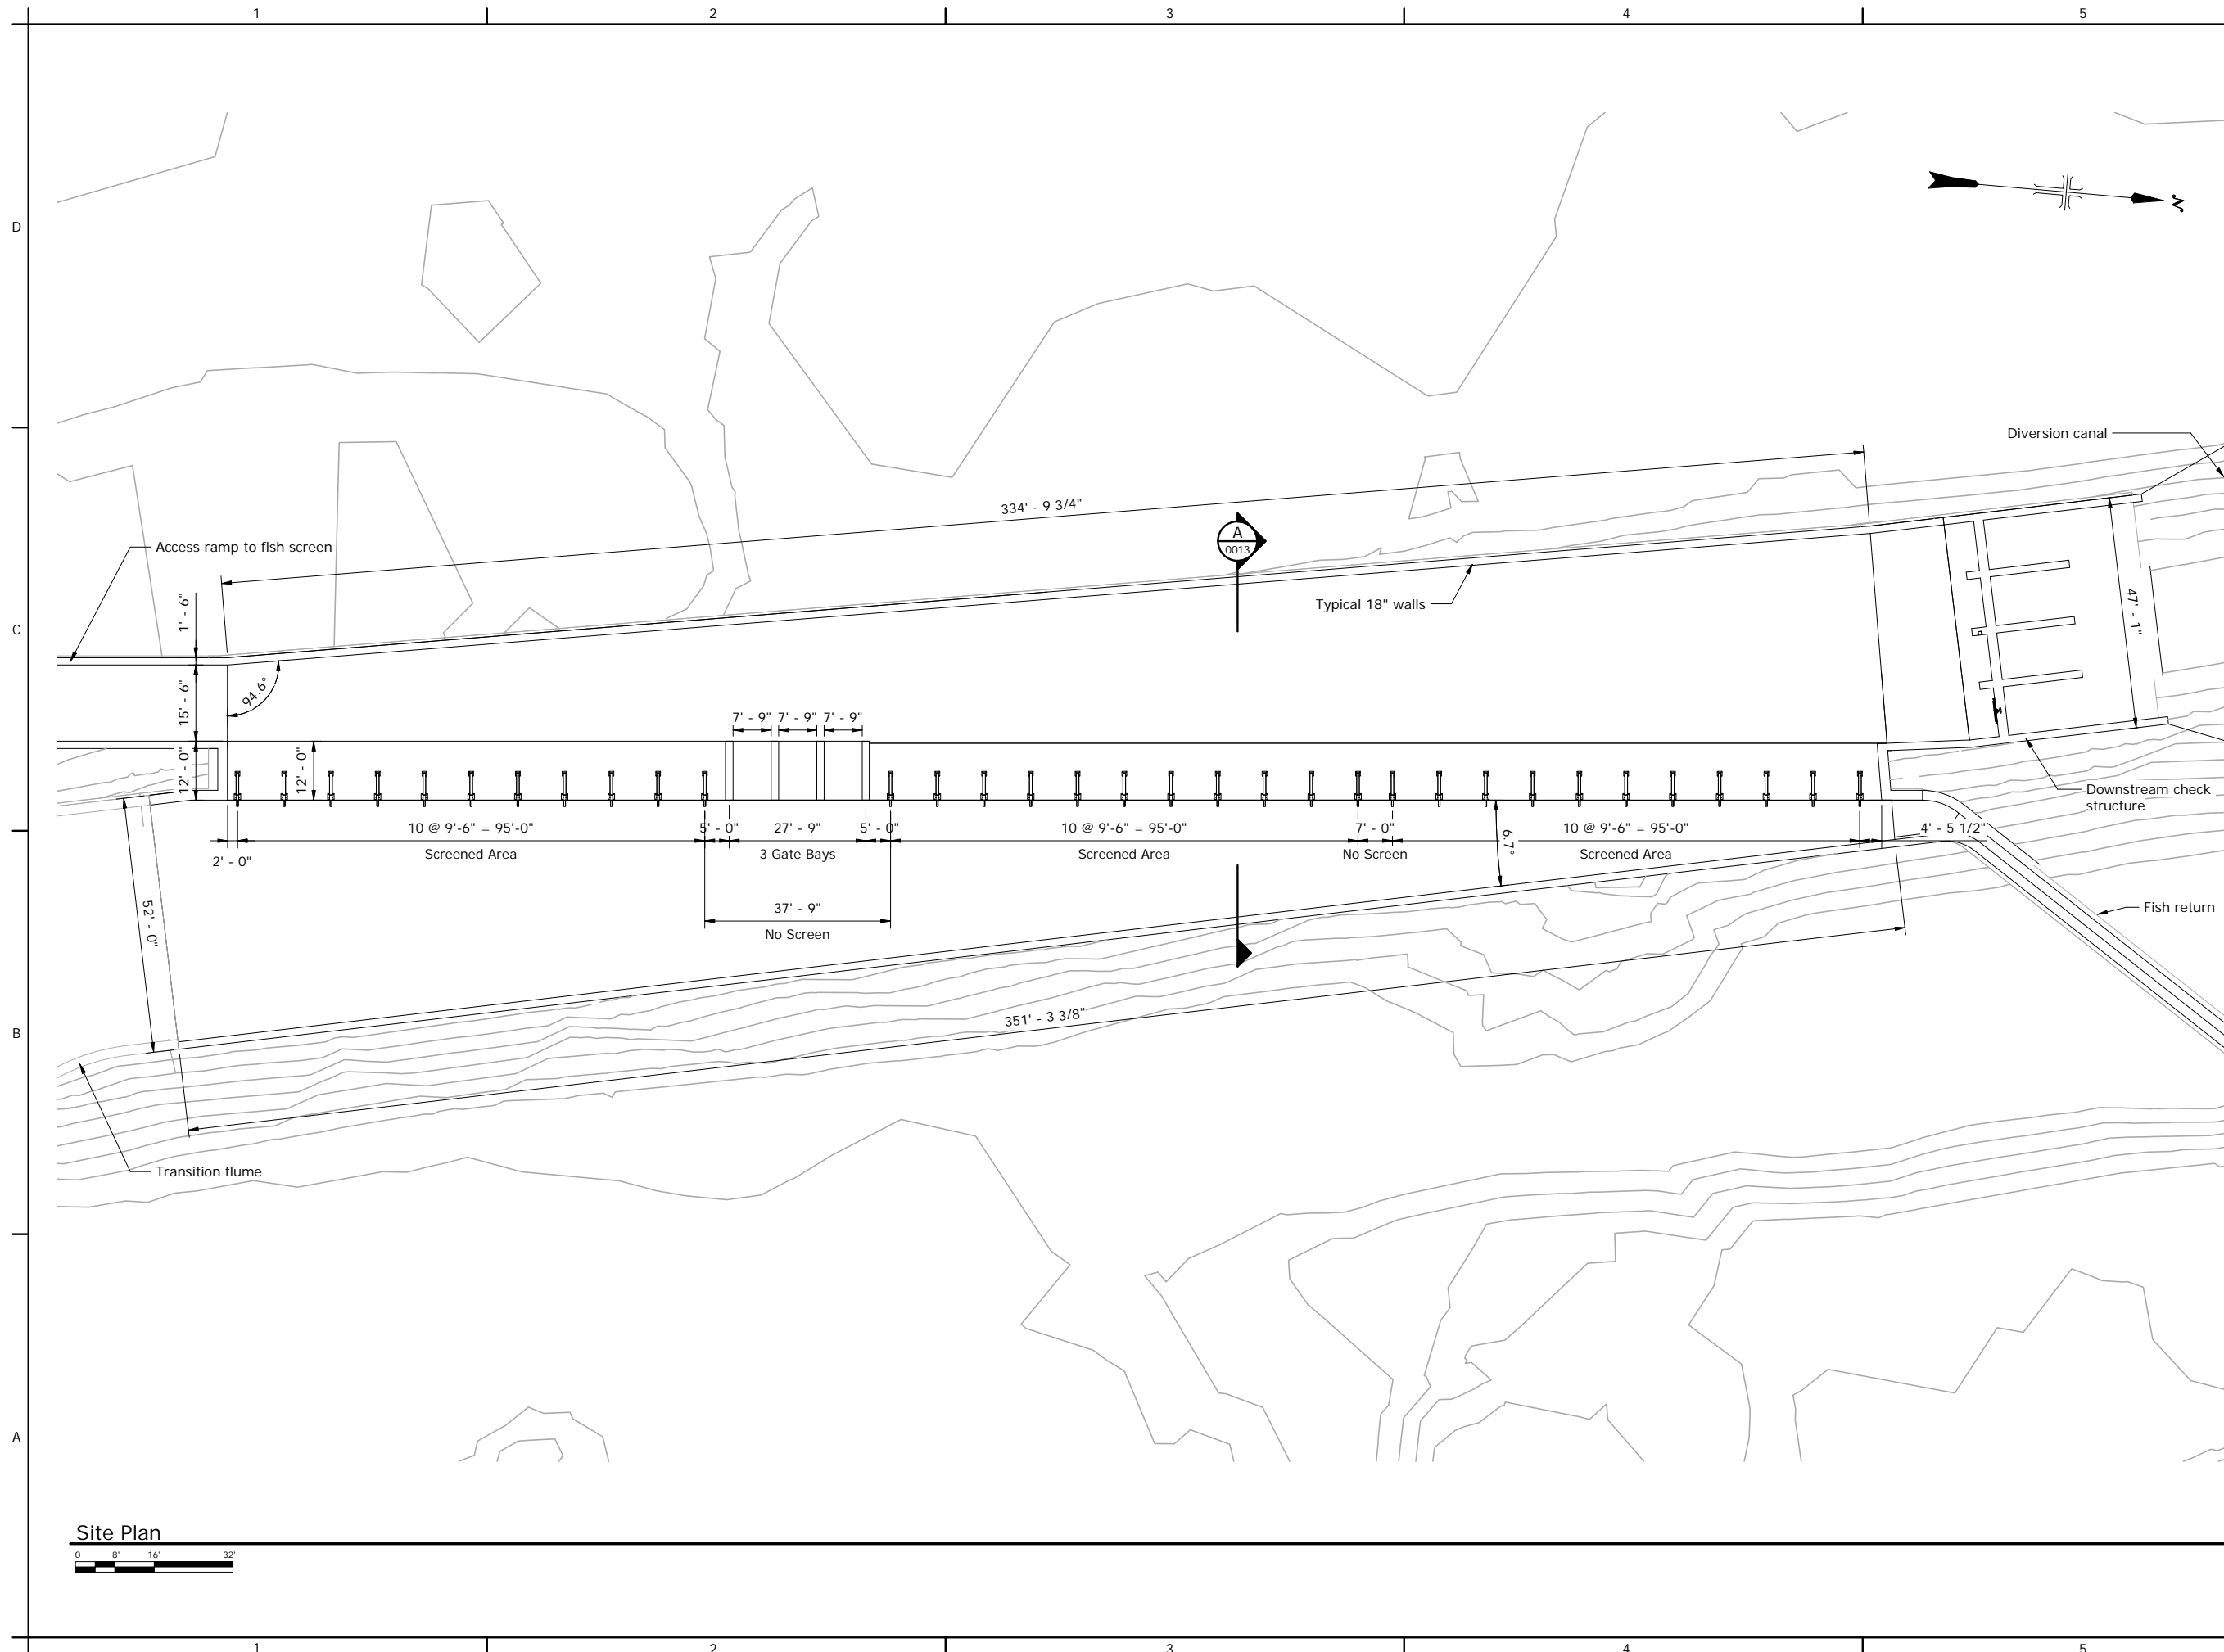 1 2 3 4 5
D
N
Diversion canal
334' - 9 3/4"
A
0013
Access ramp to fish screen
1' - 6"
Typical 18" walls
47' - 1"
C
15' - 6"
94.6°
7' - 9" 7' - 9" 7' - 9"
12' - 0"
12' - 0"
Downstream check
structure
10 @ 9'-6" = 95'-0" 5' - 0" 27' - 9" 5' - 0" 10 @ 9'-6" = 95'-0" 7' - 0" 10 @ 9'-6" = 95'-0" 4' - 5 1/2"
2' - 0" Screened Area 3 Gate Bays Screened Area No Screen Screened Area
6.7°
52' - 0"
37' - 9"
No Screen
Fish return
351' - 3 3/8"
B
Transition flume
A
Site Plan
0 8' 16' 32'
1 2 3 4 5